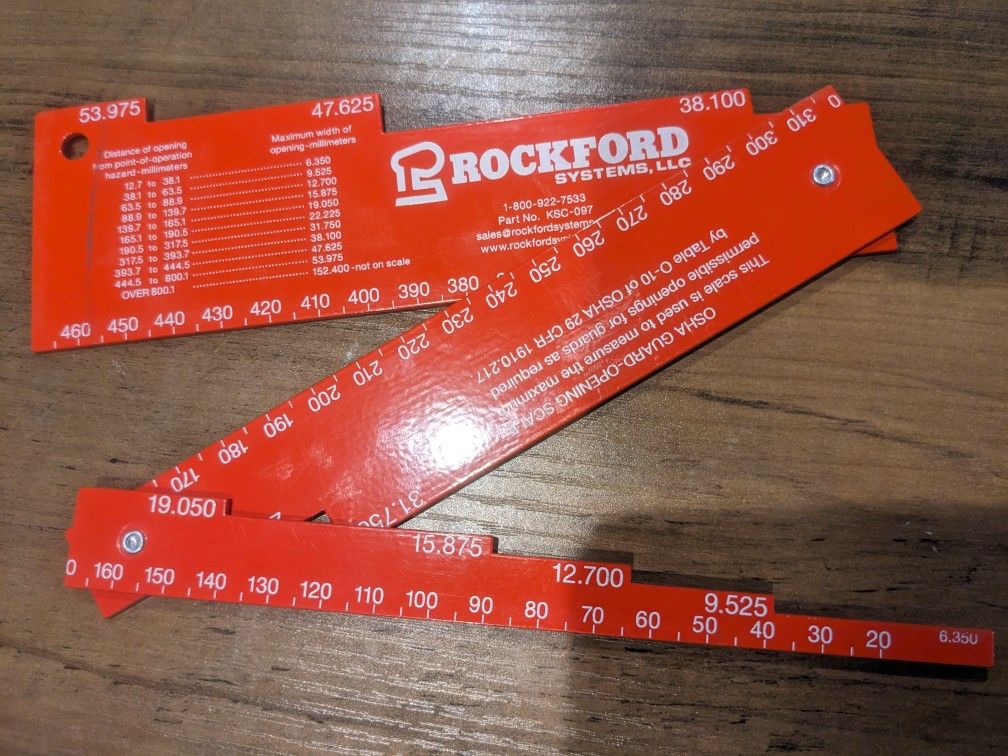 53.975
47.625
38.100
Distance of opening
from point-of-operation
hazard-millimeters
Maximum width of
opening-millimeters
12.7 to 38.1 6.350
38.1 to 63.5 9.525
63.5 to 88.9 12.700
88.9 to 139.7 15.875
139.7 to 165.1 19.050
165.1 to 190.5 22.225
190.5 to 317.5 31.750
317.5 to 393.7 38.100
393.7 to 444.5 47.625
444.5 to 800.1 53.975
OVER 800.1 152.400 -not on scale
ROCKFORD
SYSTEMS, LLC
1-800-922-7533
Part No. KSC-097
sales@rockfordsystem
www.rockfords
460 450 440 430 420 410 400 390 380
170 180 190 200 210 220 230 240 250 260 270 280 290 300 310 0
OSHA GUARD-OPENING SCALE
This scale is used to measure the maximum
permissible openings for guards as required
by Table O-10 of OSHA 29 CFR 1910.217
31.750
19.050
15.875
12.700
9.525
6.350
0 160 150 140 130 120 110 100 90 80 70 60 50 40 30 20